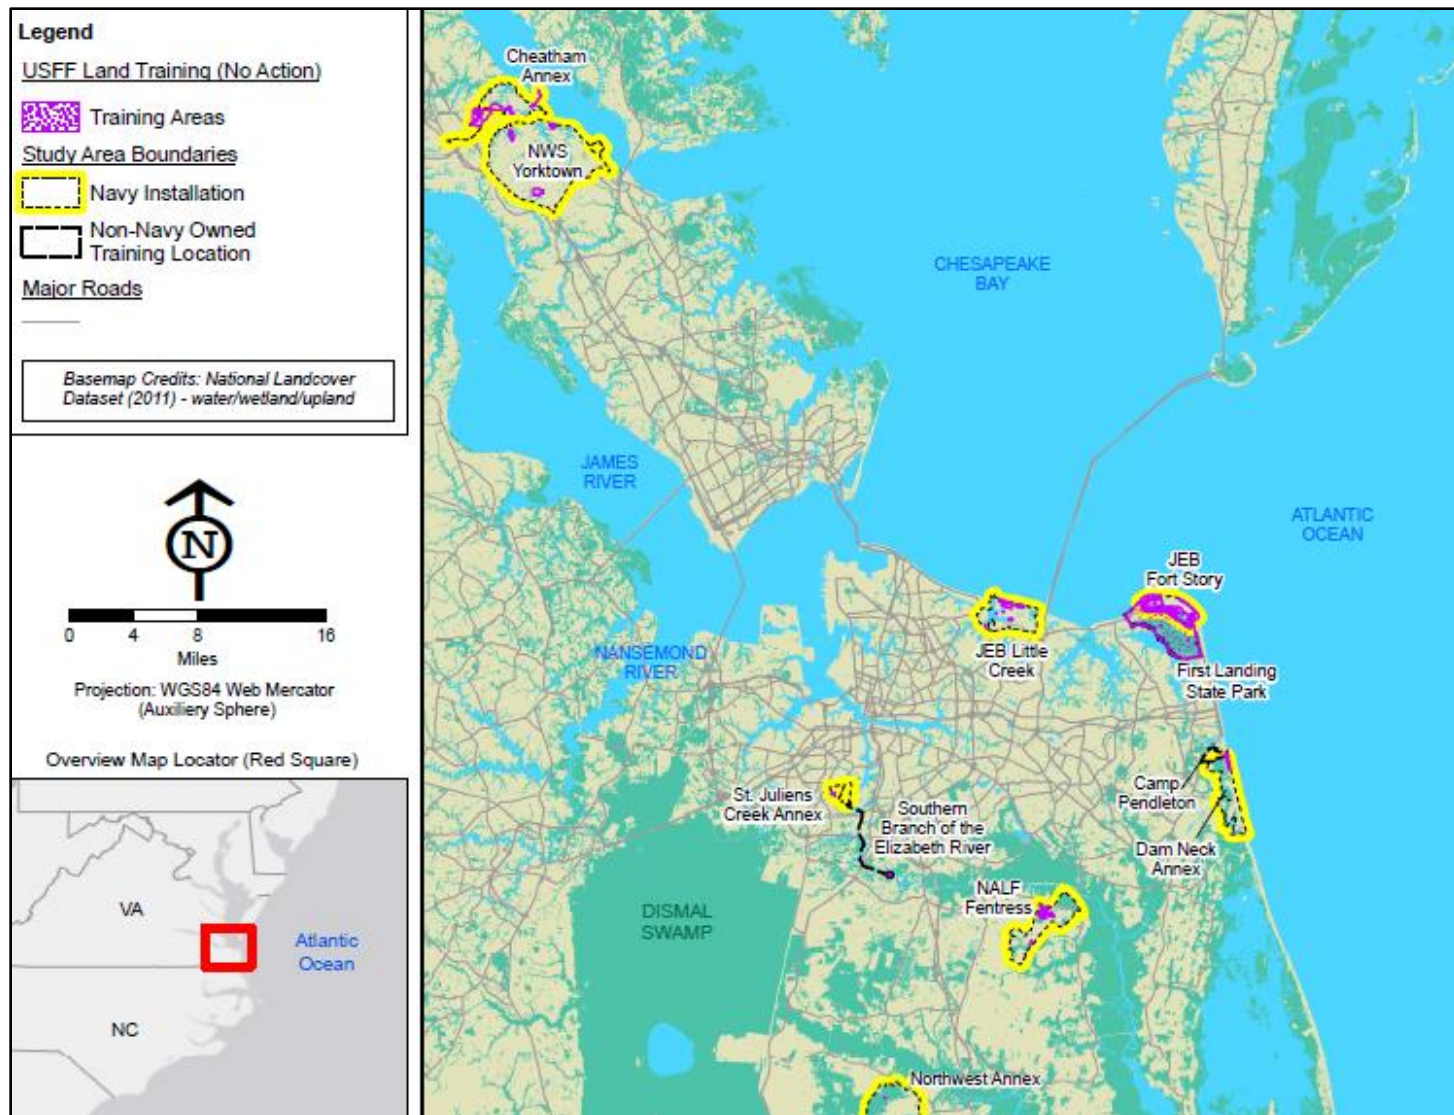 Legend
USFF Land Training (No Action)
Training Areas
Study Area Boundaries
Navy Installation
Non-Navy Owned
Training Location
Major Roads
Basemap Credits: National Landcover
Dataset (2011) - water/wetland/upland
N
0 4 8 16
Miles
Projection: WGS84 Web Mercator
(Auxiliery Sphere)
Overview Map Locator (Red Square)
VA
Atlantic
Ocean
NC
Cheatham
Annex
NWS
Yorktown
CHESAPEAKE
BAY
JAMES
RIVER
ATLANTIC
OCEAN
JEB
Fort Story
NANSEMOND
RIVER
JEB Little
Creek
First Landing
State Park
St. Juliens
Creek Annex
Southern
Branch of the
Elizabeth River
Camp
Pendleton
Dam Neck
Annex
NALF
Fentress
DISMAL
SWAMP
Northwest Annex